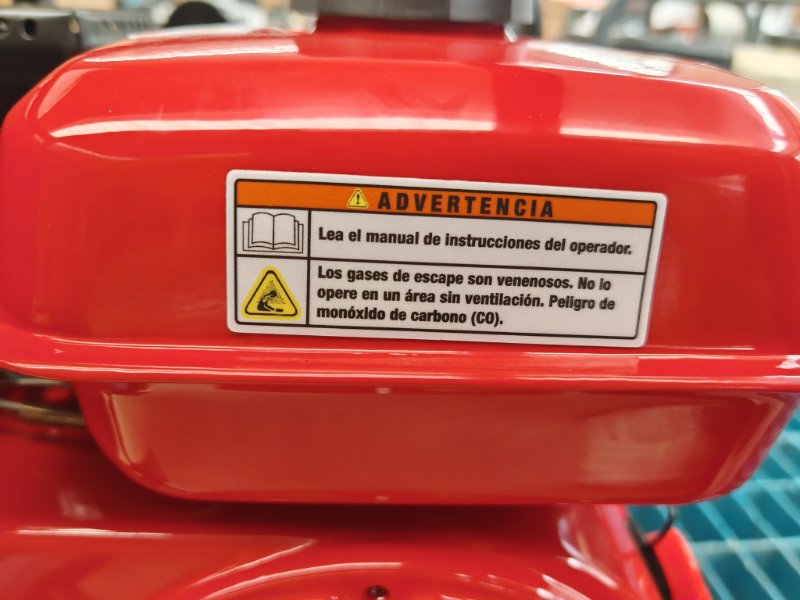 ADVERTENCIA
Lea el manual de instrucciones del operador.
Los gases de escape son venenosos. No lo
opere en un área sin ventilación. Peligro de
monóxido de carbono (CO).